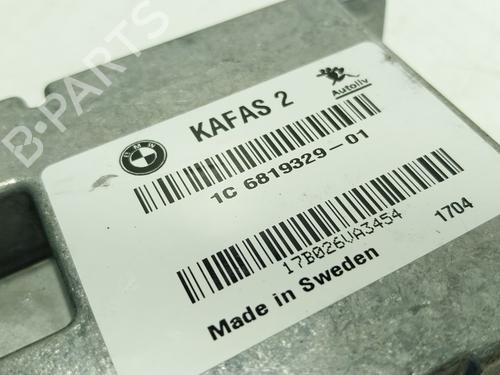 B-PARTS
BMW
KAFAS 2
Autoliv
1C 6819329-01
17B026VA3454
1704
Made in Sweden